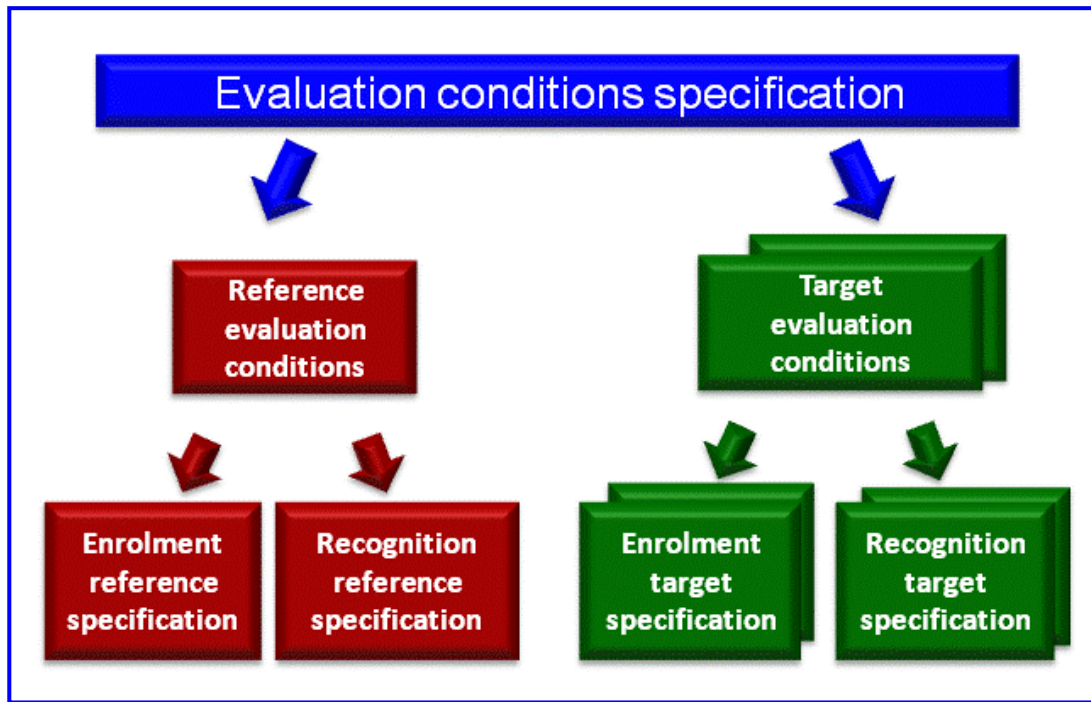 Evaluation conditions specification
Reference
evaluation
conditions
Target
evaluation
conditions
Enrolment
reference
specification
Recognition
reference
specification
Enrolment
target
specification
Recognition
target
specification